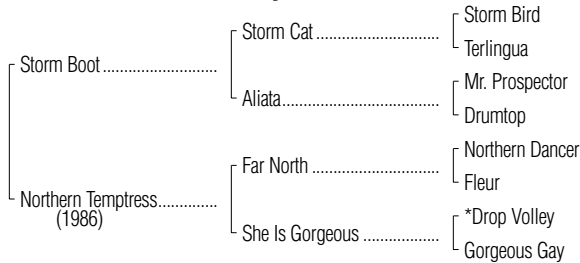 Storm Bird
Storm Cat
Terlingua
Storm Boot
Mr. Prospector
Aliata
Drumtop
Northern Dancer
Far North
Fleur
Northern Temptress
(1986)
*Drop Volley
She Is Gorgeous
Gorgeous Gay